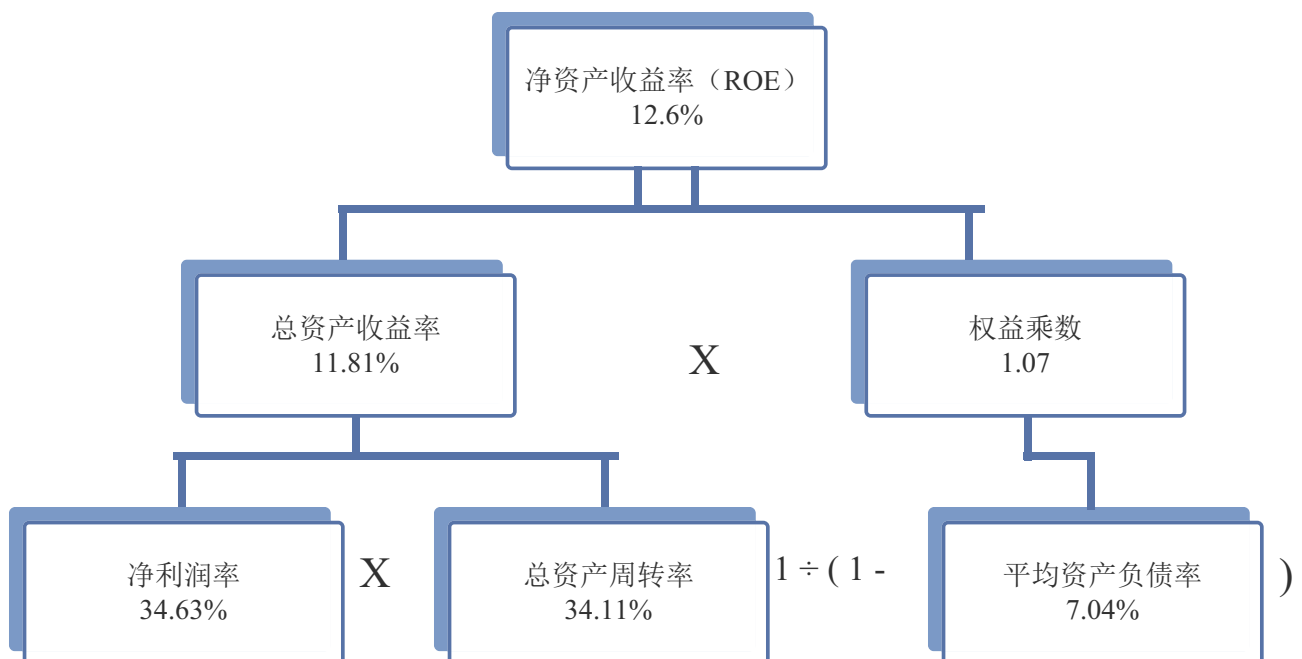 净资产收益率（ROE）
12.6%
总资产收益率
11.81%
X
权益乘数
1.07
净利润率
34.63%
X
总资产周转率
34.11%
1 ÷ ( 1 -
平均资产负债率
7.04%
)